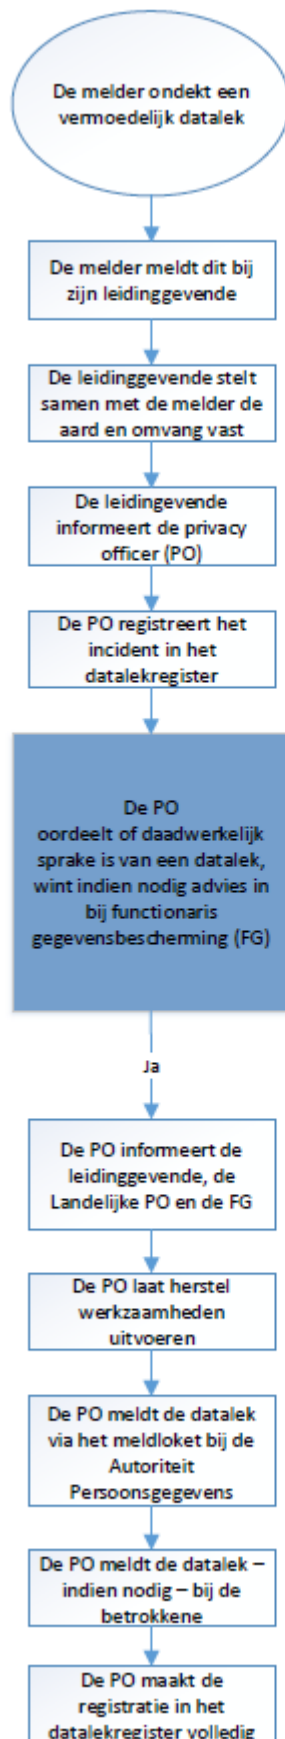 De melder ondekt een
vermoedelijk datalek
De melder meldt dit bij
zijn leidinggevende
De leidinggevende stelt
samen met de melder de
aard en omvang vast
De leidingevende
informeert de privacy
officer (PO)
De PO registreert het
incident in het
datalekregister
De PO
oordeelt of daadwerkelijk
sprake is van een datalek,
wint indien nodig advies in
bij functionaris
gegevensbescherming (FG)
Ja
De PO informeert de
leidinggevende, de
Landelijke PO en de FG
De PO laat herstel
werkzaamheden
uitvoeren
De PO meldt de datalek
via het meldloket bij de
Autoriteit
Persoonsgegevens
De PO meldt de datalek –
indien nodig – bij de
betrokkene
De PO maakt de
registratie in het
datalekregister volledig